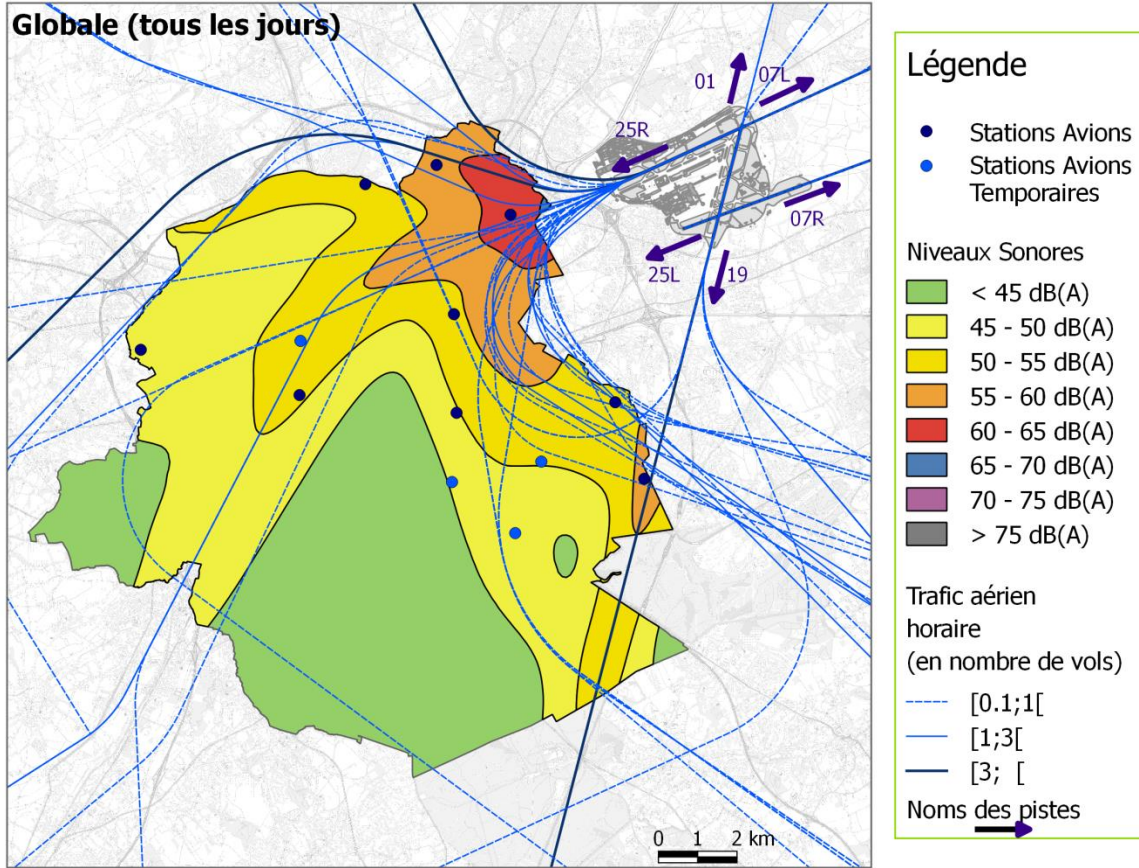 Globale (tous les jours)
01
07L
25R
07R
25L
19
0 1 2 km
Légende
Stations Avions
Stations Avions
Temporaires
Niveaux Sonores
< 45 dB(A)
45 - 50 dB(A)
50 - 55 dB(A)
55 - 60 dB(A)
60 - 65 dB(A)
65 - 70 dB(A)
70 - 75 dB(A)
> 75 dB(A)
Trafic aérien
horaire
(en nombre de vols)
[0.1;1[
[1;3[
[3; [
Noms des pistes